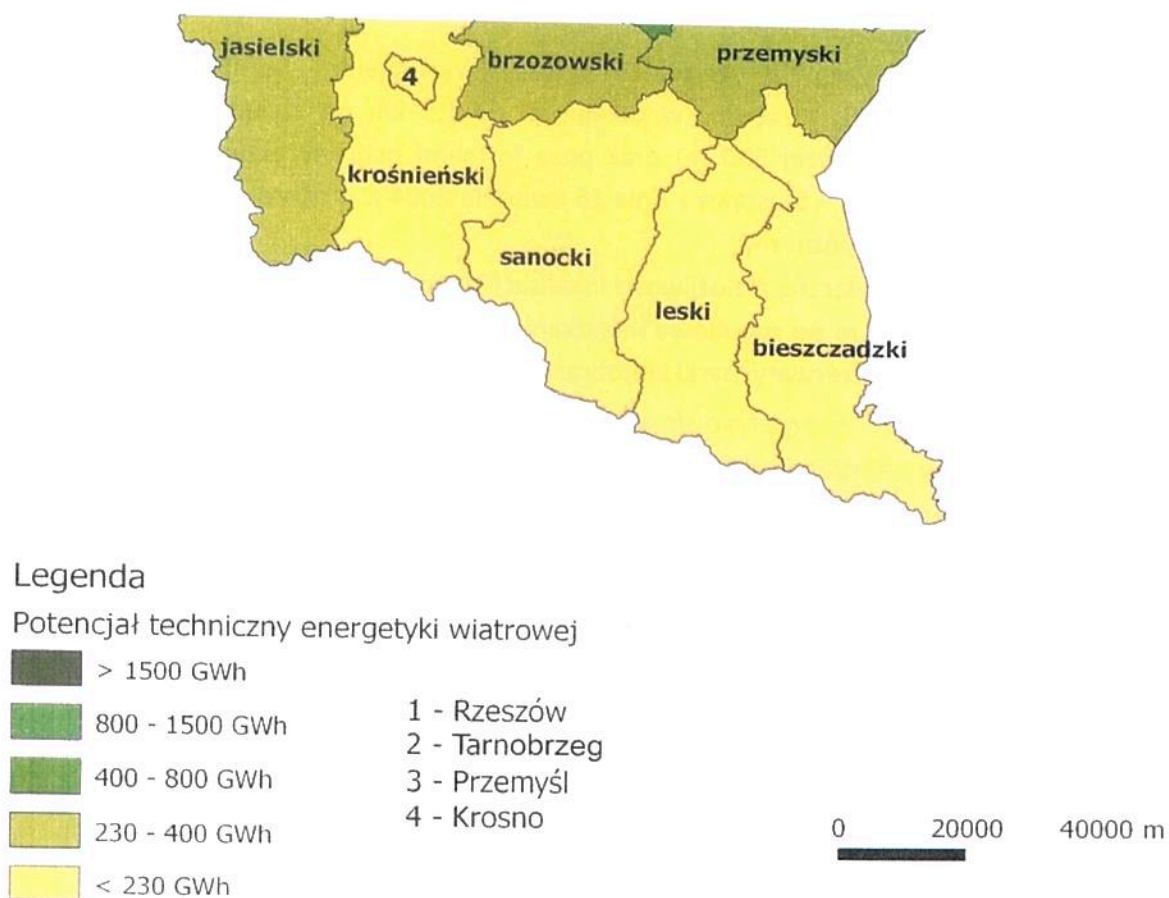 jasielski
brzozowski
przemyski
4
krośnieński
sanocki
leski
bieszczadzki
Legenda
Potencjał techniczny energetyki wiatrowej
> 1500 GWh
800 - 1500 GWh
400 - 800 GWh
230 - 400 GWh
< 230 GWh
1 - Rzeszów
2 - Tarnobrzeg
3 - Przemyśl
4 - Krosno
0 20000 40000 m